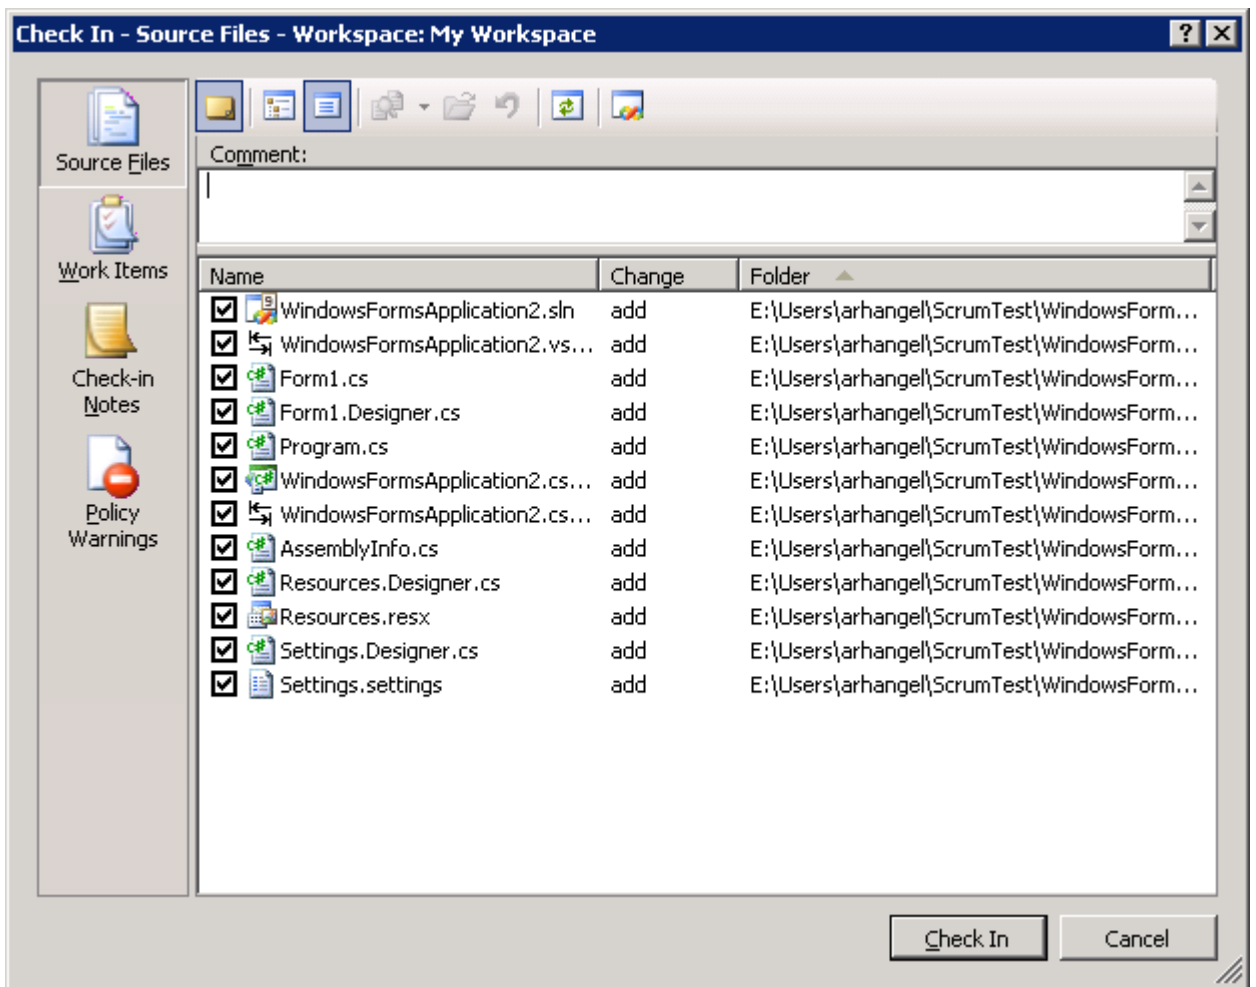 Check In - Source Files - Workspace: My Workspace
Source Files
Work Items
Check-in
Notes
Policy
Warnings
Comment:
Name Change Folder
WindowsFormsApplication2.sln add E:\Users\arhangel\ScrumTest\WindowsForm...
WindowsFormsApplication2.vs... add E:\Users\arhangel\ScrumTest\WindowsForm...
Form1.cs add E:\Users\arhangel\ScrumTest\WindowsForm...
Form1.Designer.cs add E:\Users\arhangel\ScrumTest\WindowsForm...
Program.cs add E:\Users\arhangel\ScrumTest\WindowsForm...
WindowsFormsApplication2.cs... add E:\Users\arhangel\ScrumTest\WindowsForm...
WindowsFormsApplication2.cs... add E:\Users\arhangel\ScrumTest\WindowsForm...
AssemblyInfo.cs add E:\Users\arhangel\ScrumTest\WindowsForm...
Resources.Designer.cs add E:\Users\arhangel\ScrumTest\WindowsForm...
Resources.resx add E:\Users\arhangel\ScrumTest\WindowsForm...
Settings.Designer.cs add E:\Users\arhangel\ScrumTest\WindowsForm...
Settings.settings add E:\Users\arhangel\ScrumTest\WindowsForm...
Check In Cancel